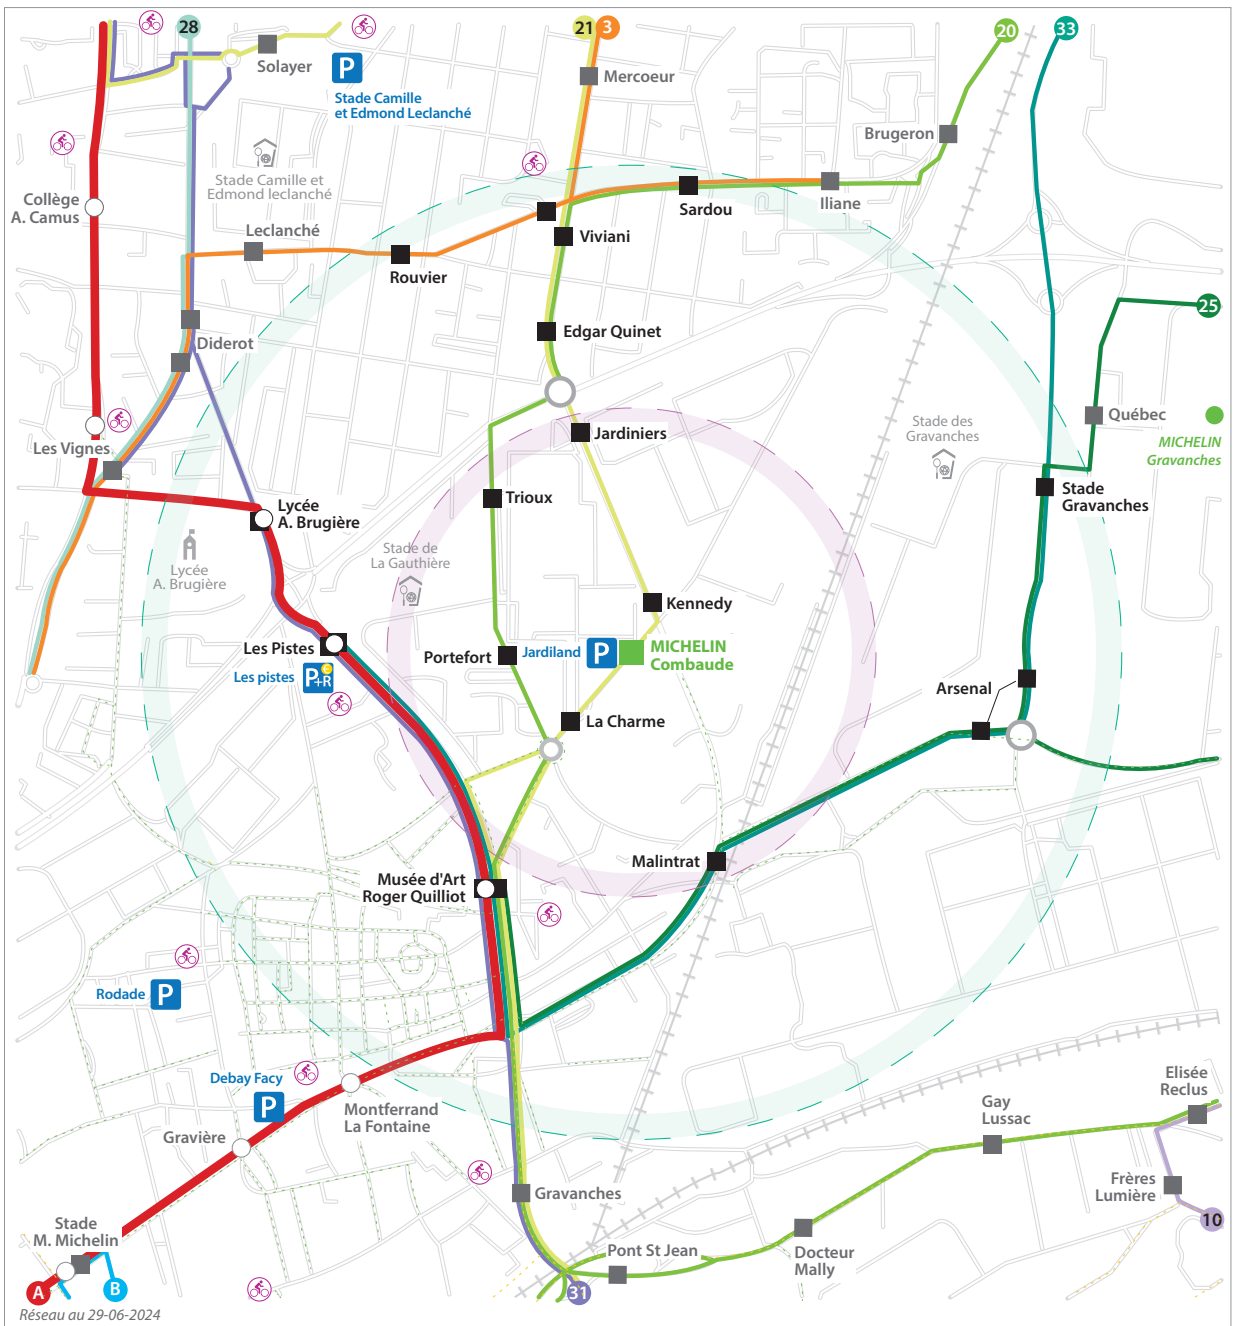 28
21
3
20
33
Solayer
P
Stade Camille
et Edmond Leclanché
Mercoeur
Brugeron
Stade Camille et
Edmond leclanché
Collège
A. Camus
Leclanché
Sardou
Iliane
Viviani
Rouvier
25
Edgar Quinet
Diderot
Québec
MICHELIN
Gravanches
Stade des
Gravanches
Jardiniers
Les Vignes
Stade
Gravanches
Trioux
Lycée
A. Brugière
Stade de
La Gauthière
Lycée
A. Brugière
Kennedy
Les Pistes
Portefort
Jardiland
P
MICHELIN
Combaude
Les pistes
P+R
Arsenal
La Charme
Malintrat
Musée d'Art
Roger Quilliot
Rodade
P
Debay Facy
P
Montferrand
La Fontaine
Elisée
Reclus
Gay
Lussac
Gravière
Gravanches
Frères
Lumière
10
Stade
M. Michelin
Pont St Jean
Docteur
Mally
A
B
31
Réseau au 29-06-2024